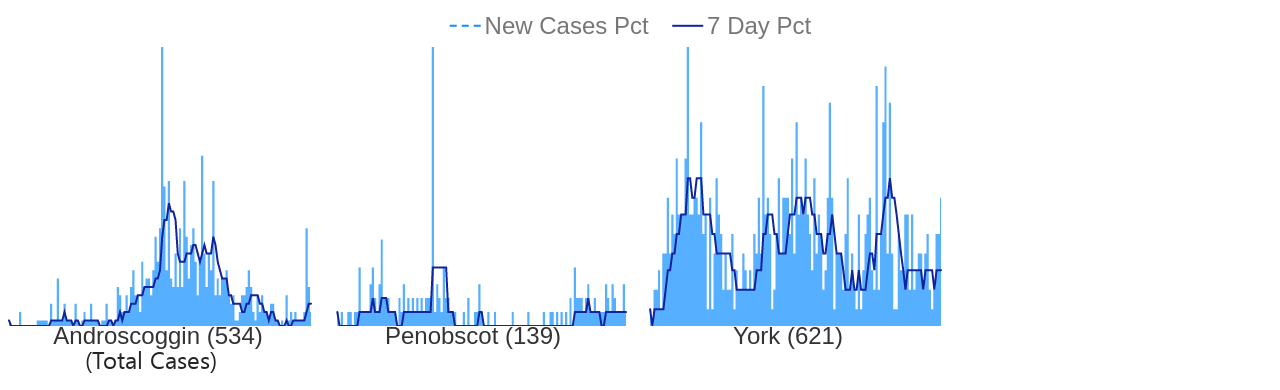 New Cases Pct 7 Day Pct
Androscoggin (534) Penobscot (139) York (621)
(Total Cases)